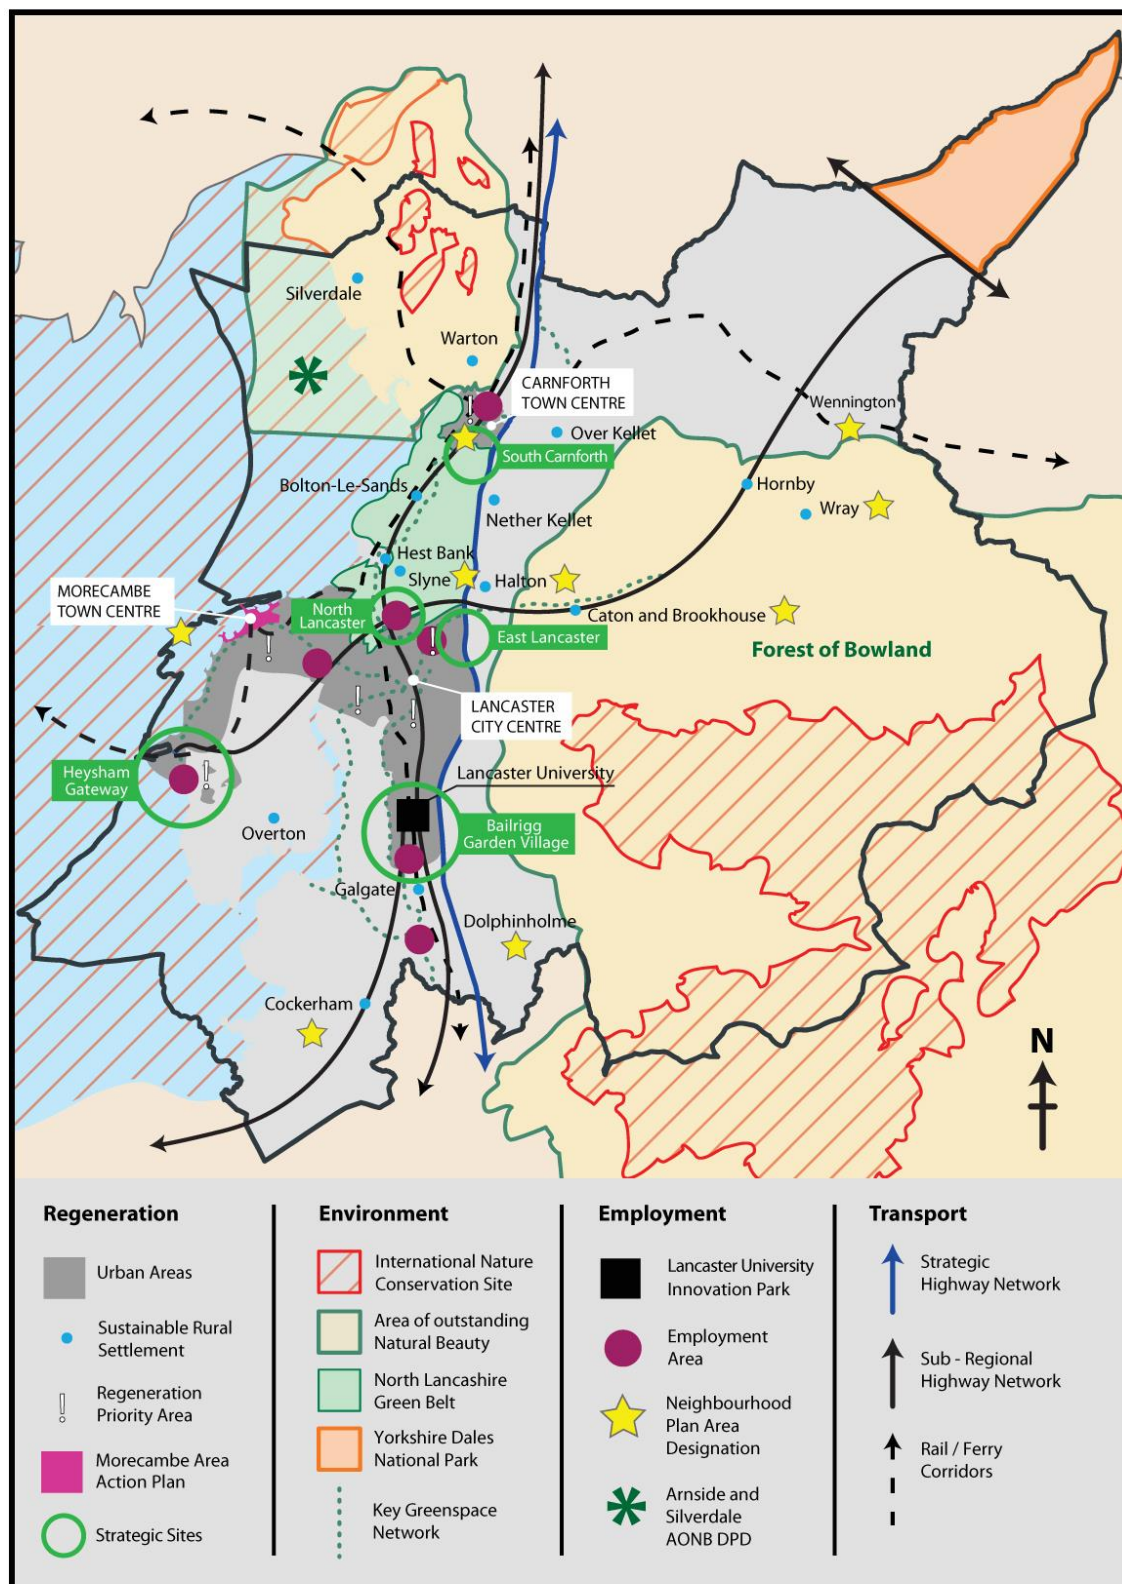 Silverdale
Warton
CARNFORTH
TOWN CENTRE
Wennington
Over Kellet
South Carnforth
Bolton-Le-Sands
Hornby
Wray
Nether Kellet
Hest Bank
Slyne
Halton
MORECAMBE
TOWN CENTRE
North
Lancaster
Caton and Brookhouse
East Lancaster
Forest of Bowland
LANCASTER
CITY CENTRE
Heysham
Gateway
Lancaster University
Overton
Bailrigg
Garden Village
Galgate
Dolphinholme
Cockerham
N
Regeneration
Urban Areas
Sustainable Rural
Settlement
! Regeneration
Priority Area
Morecambe Area
Action Plan
Strategic Sites
Environment
International Nature
Conservation Site
Area of outstanding
Natural Beauty
North Lancashire
Green Belt
Yorkshire Dales
National Park
Key Greenspace
Network
Employment
Lancaster University
Innovation Park
Employment
Area
Neighbourhood
Plan Area
Designation
Arnside and
Silverdale
AONB DPD
Transport
Strategic
Highway Network
Sub - Regional
Highway Network
Rail / Ferry
Corridors